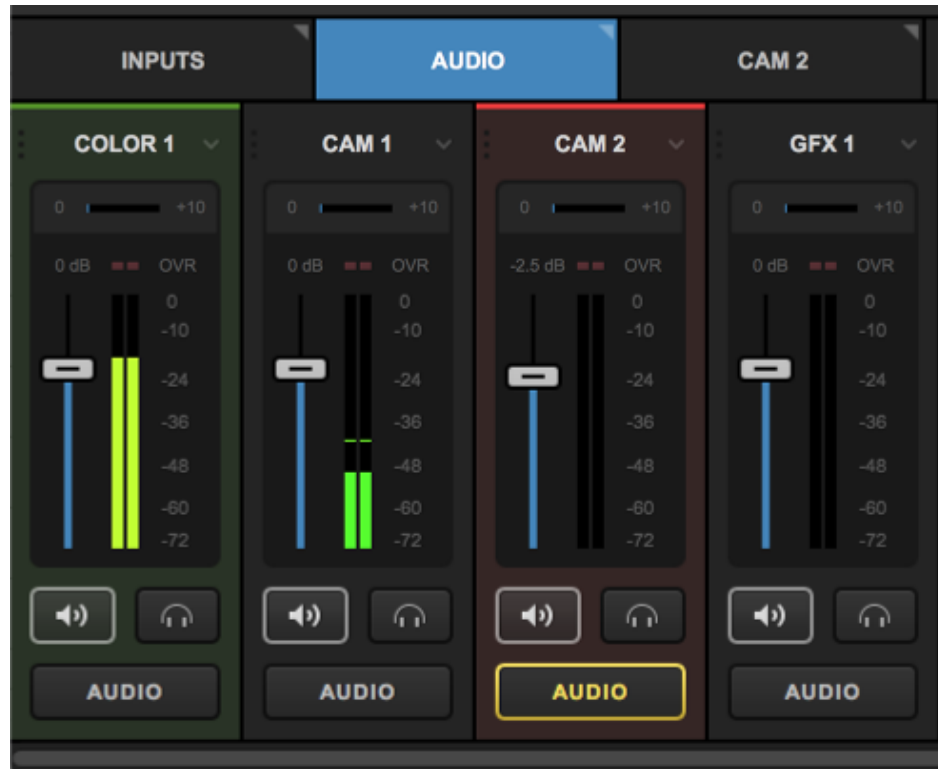 INPUTS AUDIO CAM 2
COLOR 1 CAM 1 CAM 2 GFX 1
0 +10 0 +10 0 +10 0 +10
0 dB OVR 0 dB OVR -2.5 dB OVR 0 dB OVR
0 0 0 0
-10 -10 -10 -10
-24 -24 -24 -24
-36 -36 -36 -36
-48 -48 -48 -48
-60 -60 -60 -60
-72 -72 -72 -72
AUDIO AUDIO AUDIO AUDIO